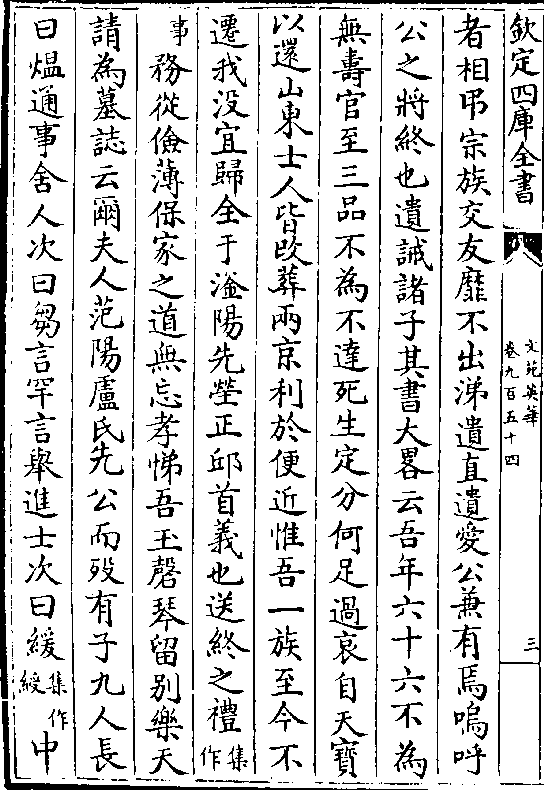 欽定四庫全書
文苑英華
卷九百五十四
三
者相弔宗族交友靡不出涕遺直遺愛公兼有焉嗚呼
公之將終也遺誡諸子其書大畧云吾年六十六不為
無壽官至三品不為不達死生定分何足過哀自天寶
以還山東士人皆改葬兩京利於便近惟吾一族至今不
遷我没宜歸全于滏陽先塋正邱首義也送終之禮集作
事務從儉薄保家之道無忘孝悌吾玉磬琴留别樂天
請為墓誌云爾夫人范陽盧氏先公而殁有子九人長
曰煴通事舍人次曰芻言罕言舉進士次曰緩集作綬中